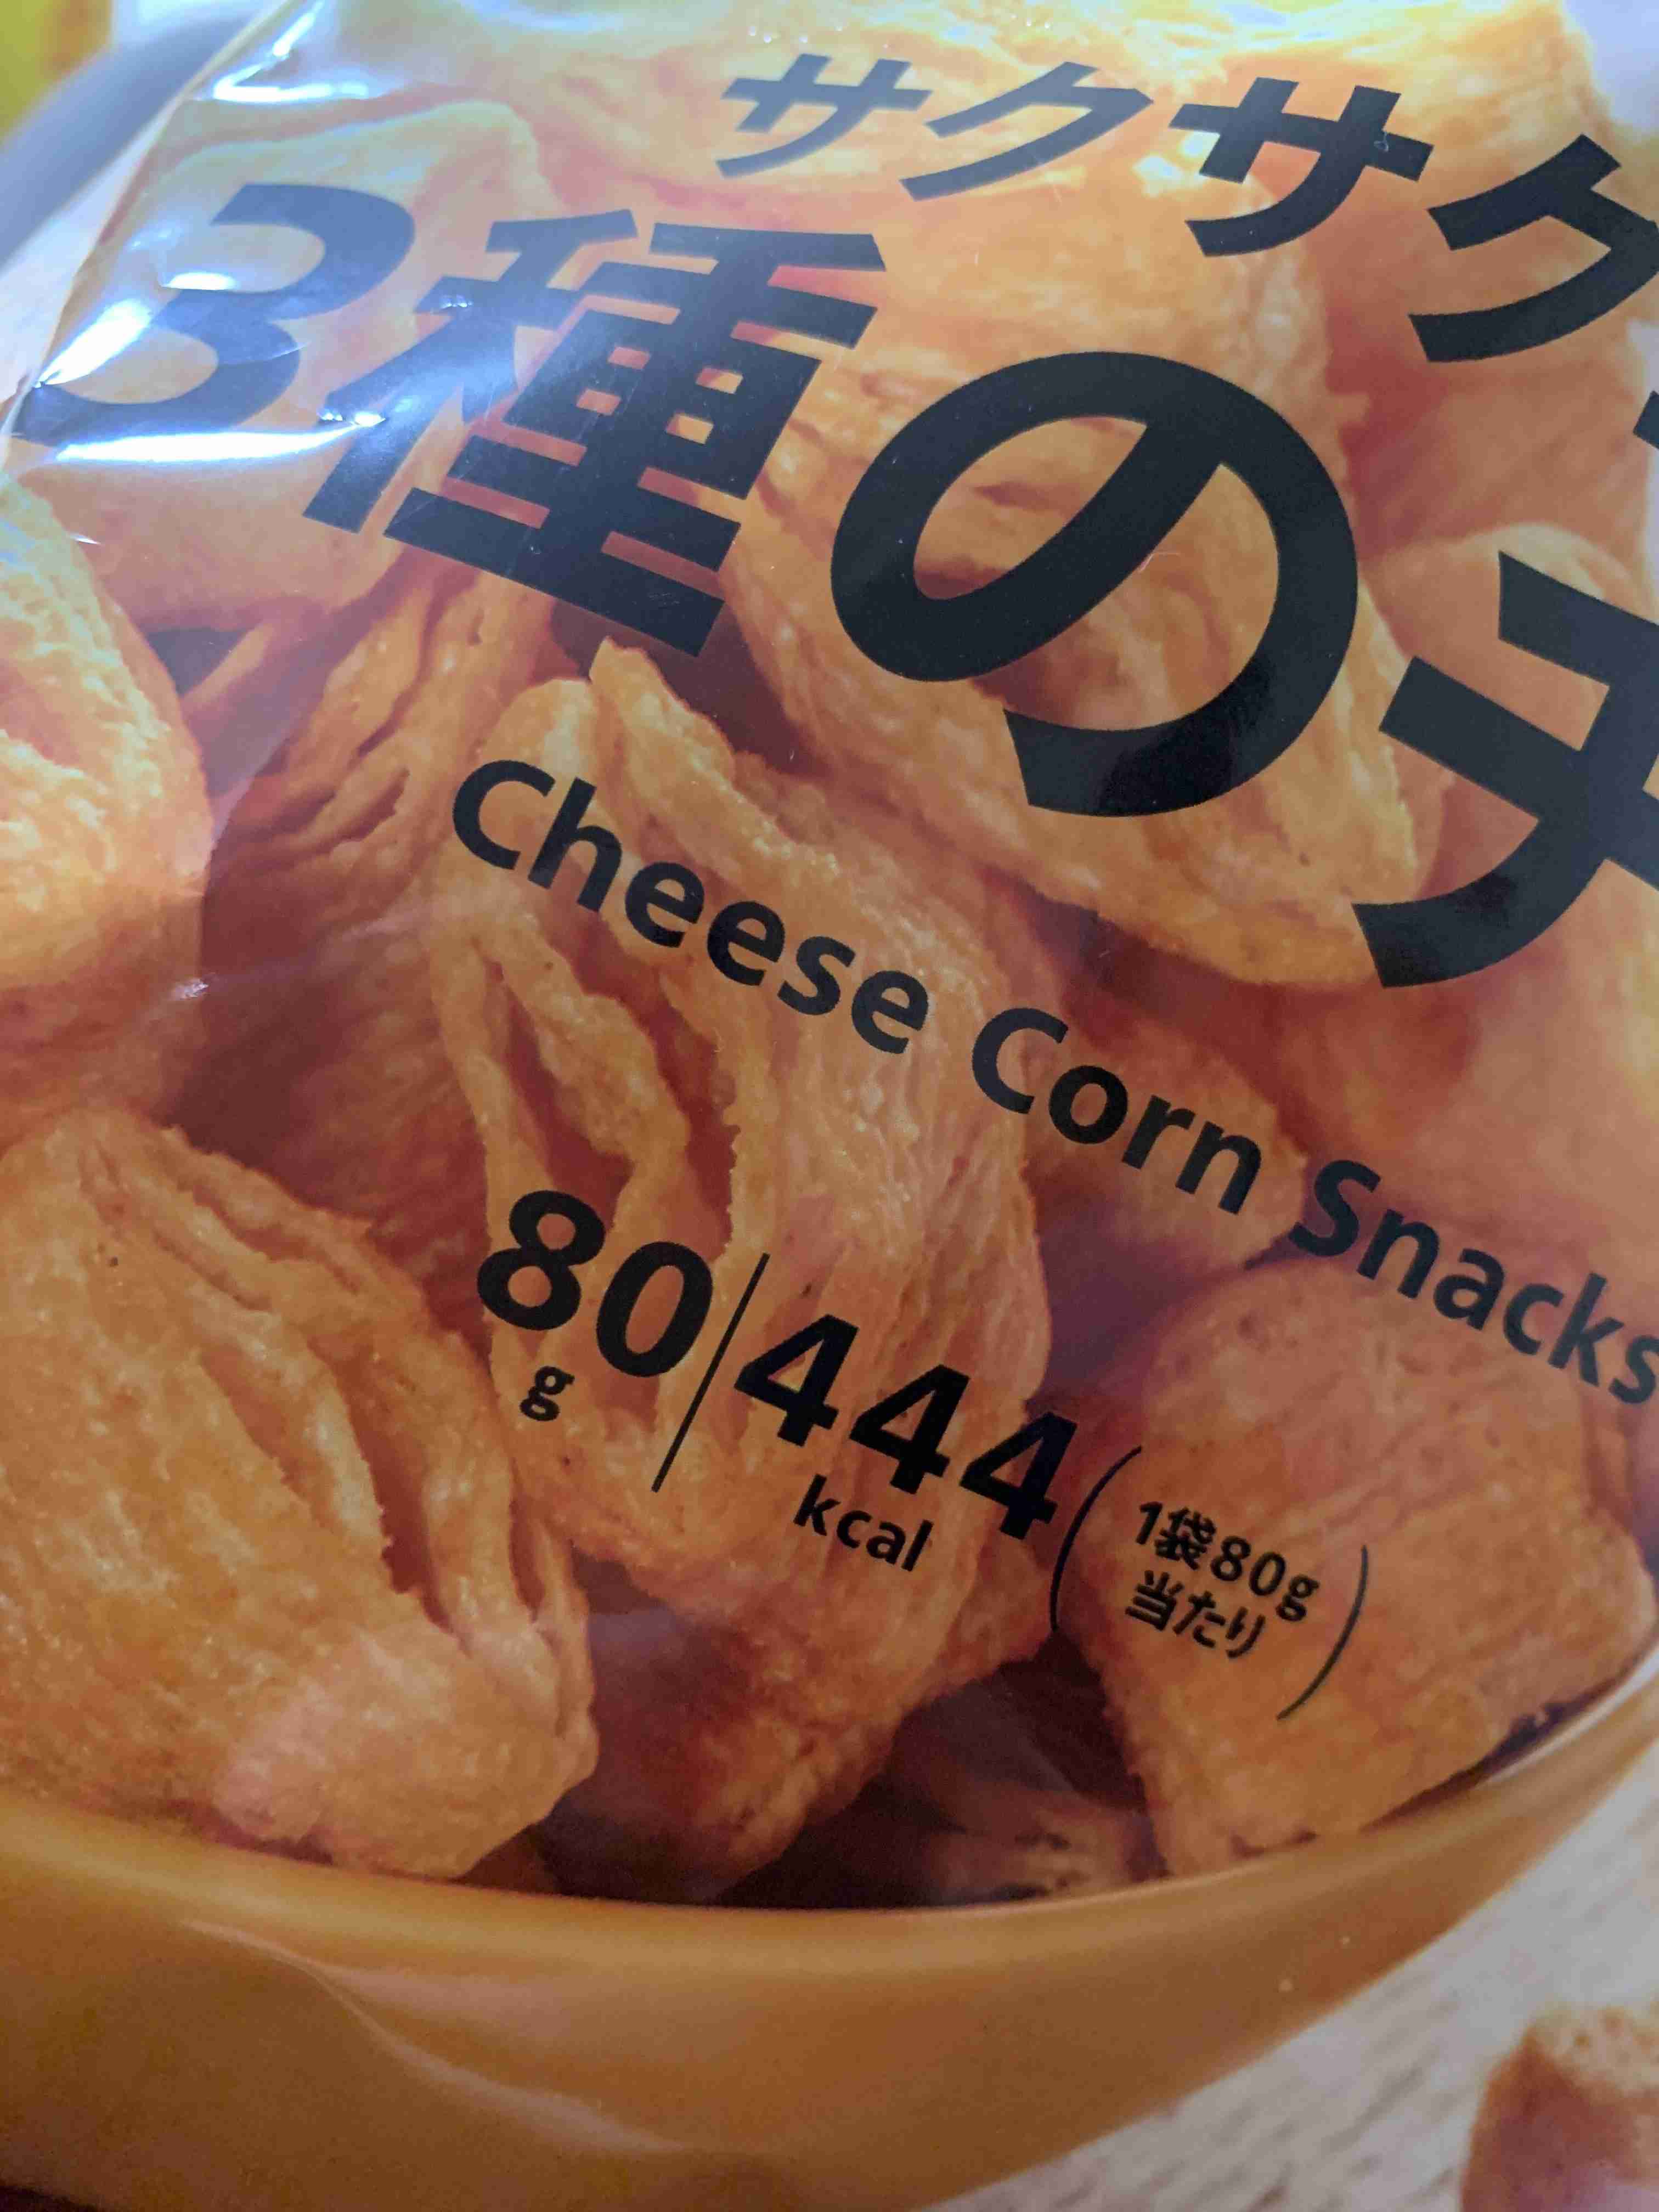 サクサク
3種のチ
Cheese Corn Snacks
80g|444kcal(1袋80g
当たり)